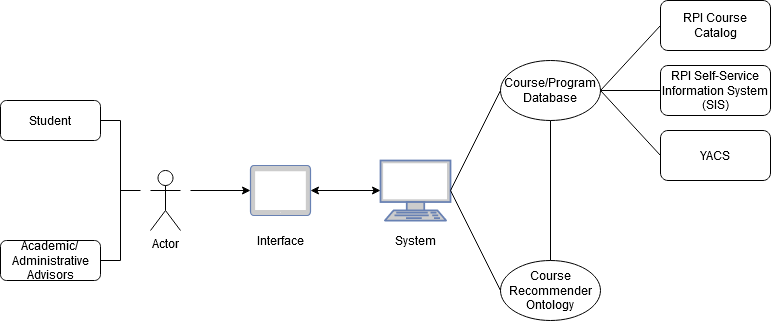 RPI Course
Catalog
Course/Program
Database
RPI Self-Service
Information System
(SIS)
Student
YACS
Actor
Interface
System
Academic/
Administrative
Advisors
Course
Recommender
Ontology